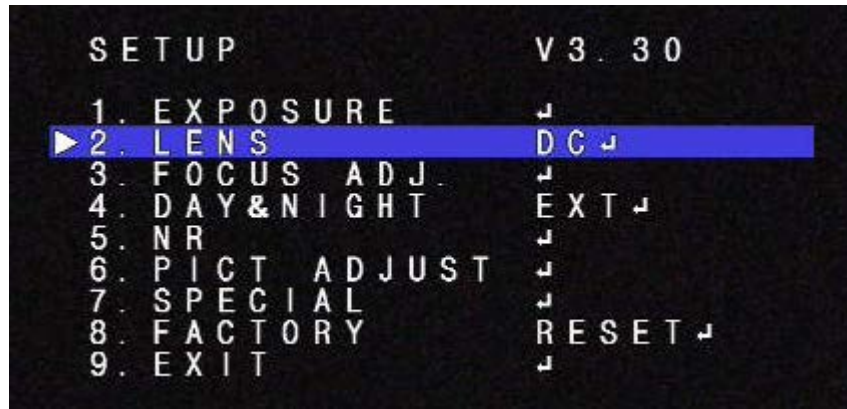 SETUP V3.30
1. EXPOSURE ↵
2. LENS DC↵
3. FOCUS ADJ. ↵
4. DAY&NIGHT EXT↵
5. NR ↵
6. PICT ADJUST ↵
7. SPECIAL ↵
8. FACTORY RESET↵
9. EXIT ↵